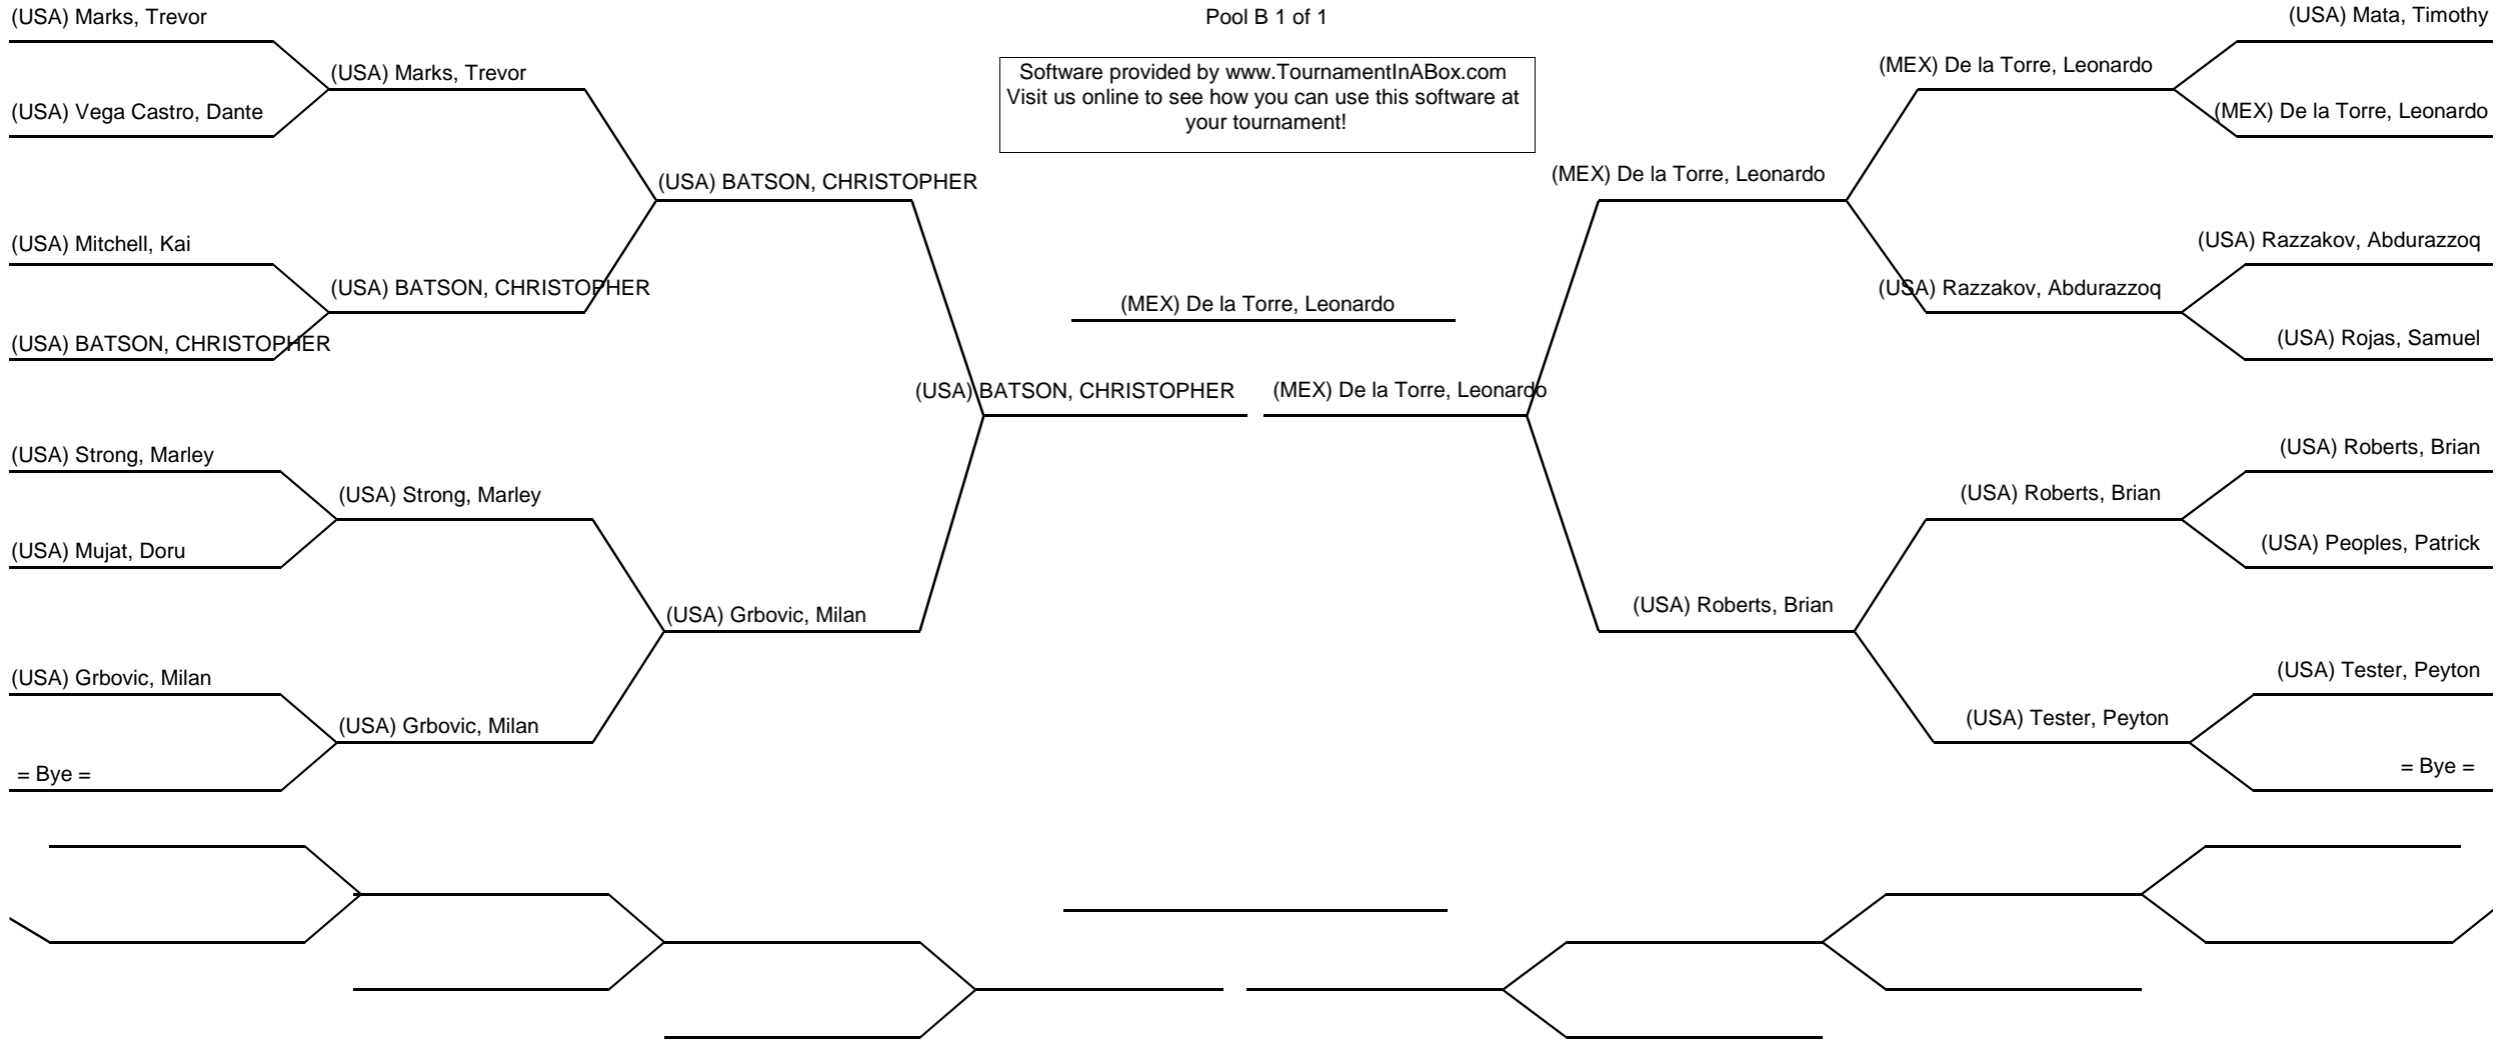 Pool B 1 of 1
Software provided by www.TournamentInABox.com
Visit us online to see how you can use this software at
your tournament!
(USA) Marks, Trevor
(USA) Vega Castro, Dante
(USA) Mitchell, Kai
(USA) BATSON, CHRISTOPHER
(USA) Strong, Marley
(USA) Mujat, Doru
(USA) Grbovic, Milan
= Bye =
(USA) Marks, Trevor
(USA) BATSON, CHRISTOPHER
(USA) Strong, Marley
(USA) Grbovic, Milan
(USA) BATSON, CHRISTOPHER
(USA) Grbovic, Milan
(USA) BATSON, CHRISTOPHER
(MEX) De la Torre, Leonardo
(MEX) De la Torre, Leonardo
(MEX) De la Torre, Leonardo
(USA) Roberts, Brian
(MEX) De la Torre, Leonardo
(USA) Razzakov, Abdurazzoq
(USA) Roberts, Brian
(USA) Tester, Peyton
(USA) Mata, Timothy
(MEX) De la Torre, Leonardo
(USA) Razzakov, Abdurazzoq
(USA) Rojas, Samuel
(USA) Roberts, Brian
(USA) Peoples, Patrick
(USA) Tester, Peyton
= Bye =